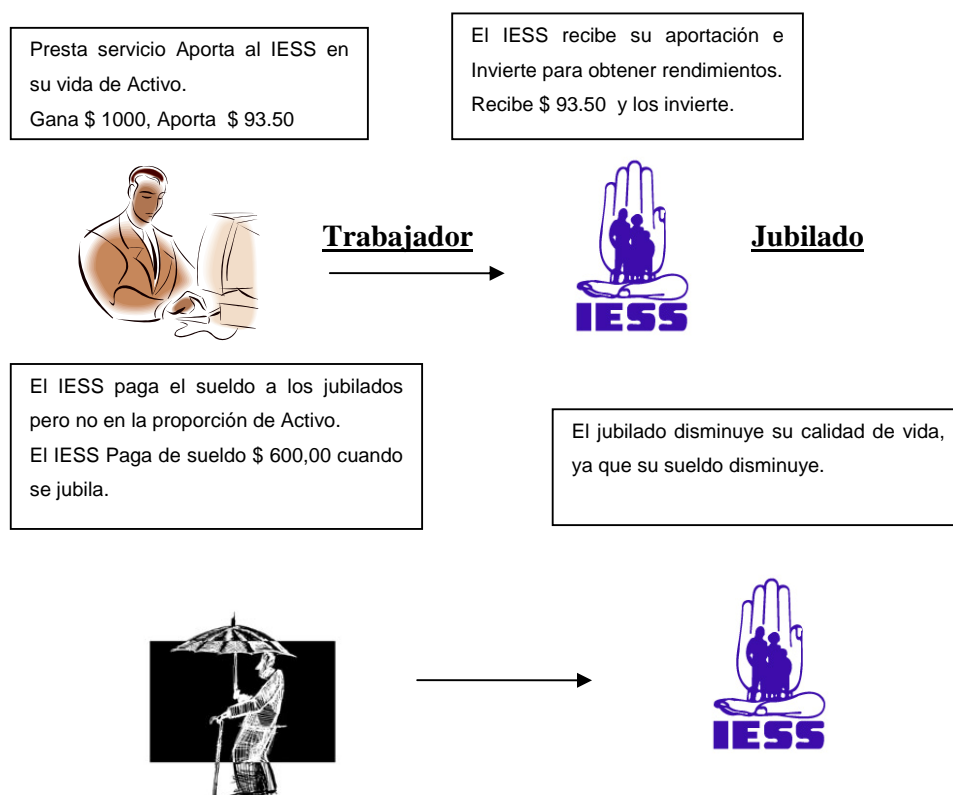 Presta servicio Aporta al IESS en
su vida de Activo.
Gana $ 1000, Aporta $ 93.50
El IESS recibe su aportación e
Invierte para obtener rendimientos.
Recibe $ 93.50 y los invierte.
Trabajador
Jubilado
IESS
El IESS paga el sueldo a los jubilados
pero no en la proporción de Activo.
El IESS Paga de sueldo $ 600,00 cuando
se jubila.
El jubilado disminuye su calidad de vida,
ya que su sueldo disminuye.
IESS